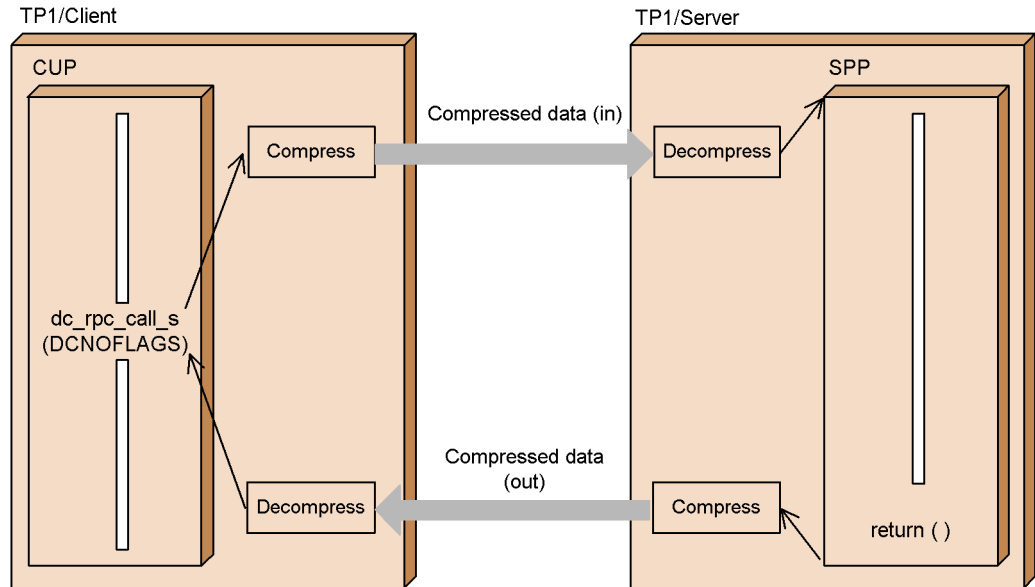 TP1/Client
TP1/Server
CUP
SPP
Compressed data (in)
Compress
Decompress
dc_rpc_call_s
(DCNOFLAGS)
Compressed data
(out)
Decompress
Compress
return ( )